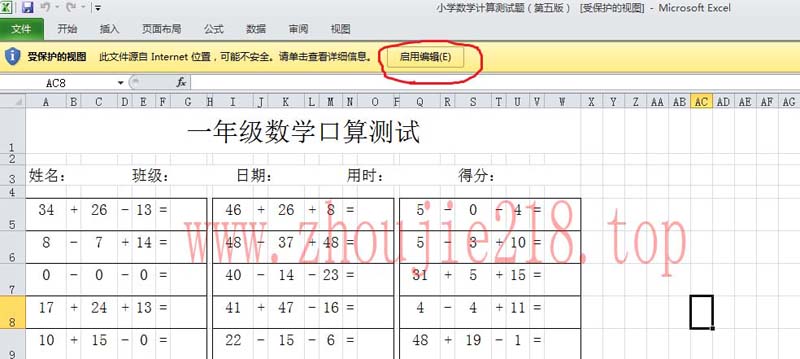 小学数学计算测试题（第五版） [受保护的视图] - Microsoft Excel
文件 开始 插入 页面布局 公式 数据 审阅 视图
受保护的视图 此文件源自 Internet 位置，可能不安全。请单击查看详细信息。 启用编辑(E)
AC8 fx
A B C D E F G H I J K L M N O P Q R S T U V W X Y Z AA AB AC AD AE AF AG
1 一年级数学口算测试
2
3 姓名： 班级： 日期： 用时： 得分：
4
5 34 + 26 - 13 = 46 + 26 + 8 = 5 - 0 - 4 =
www.zhoujie218.top
6 8 - 7 + 14 = 48 - 37 + 48 = 5 - 3 + 10 =
7 0 - 0 - 0 = 40 - 14 - 23 = 31 + 5 + 15 =
8 17 + 24 + 13 = 41 + 47 - 16 = 4 - 4 + 11 =
9 10 + 15 - 0 = 22 - 15 - 6 = 48 + 19 - 1 =